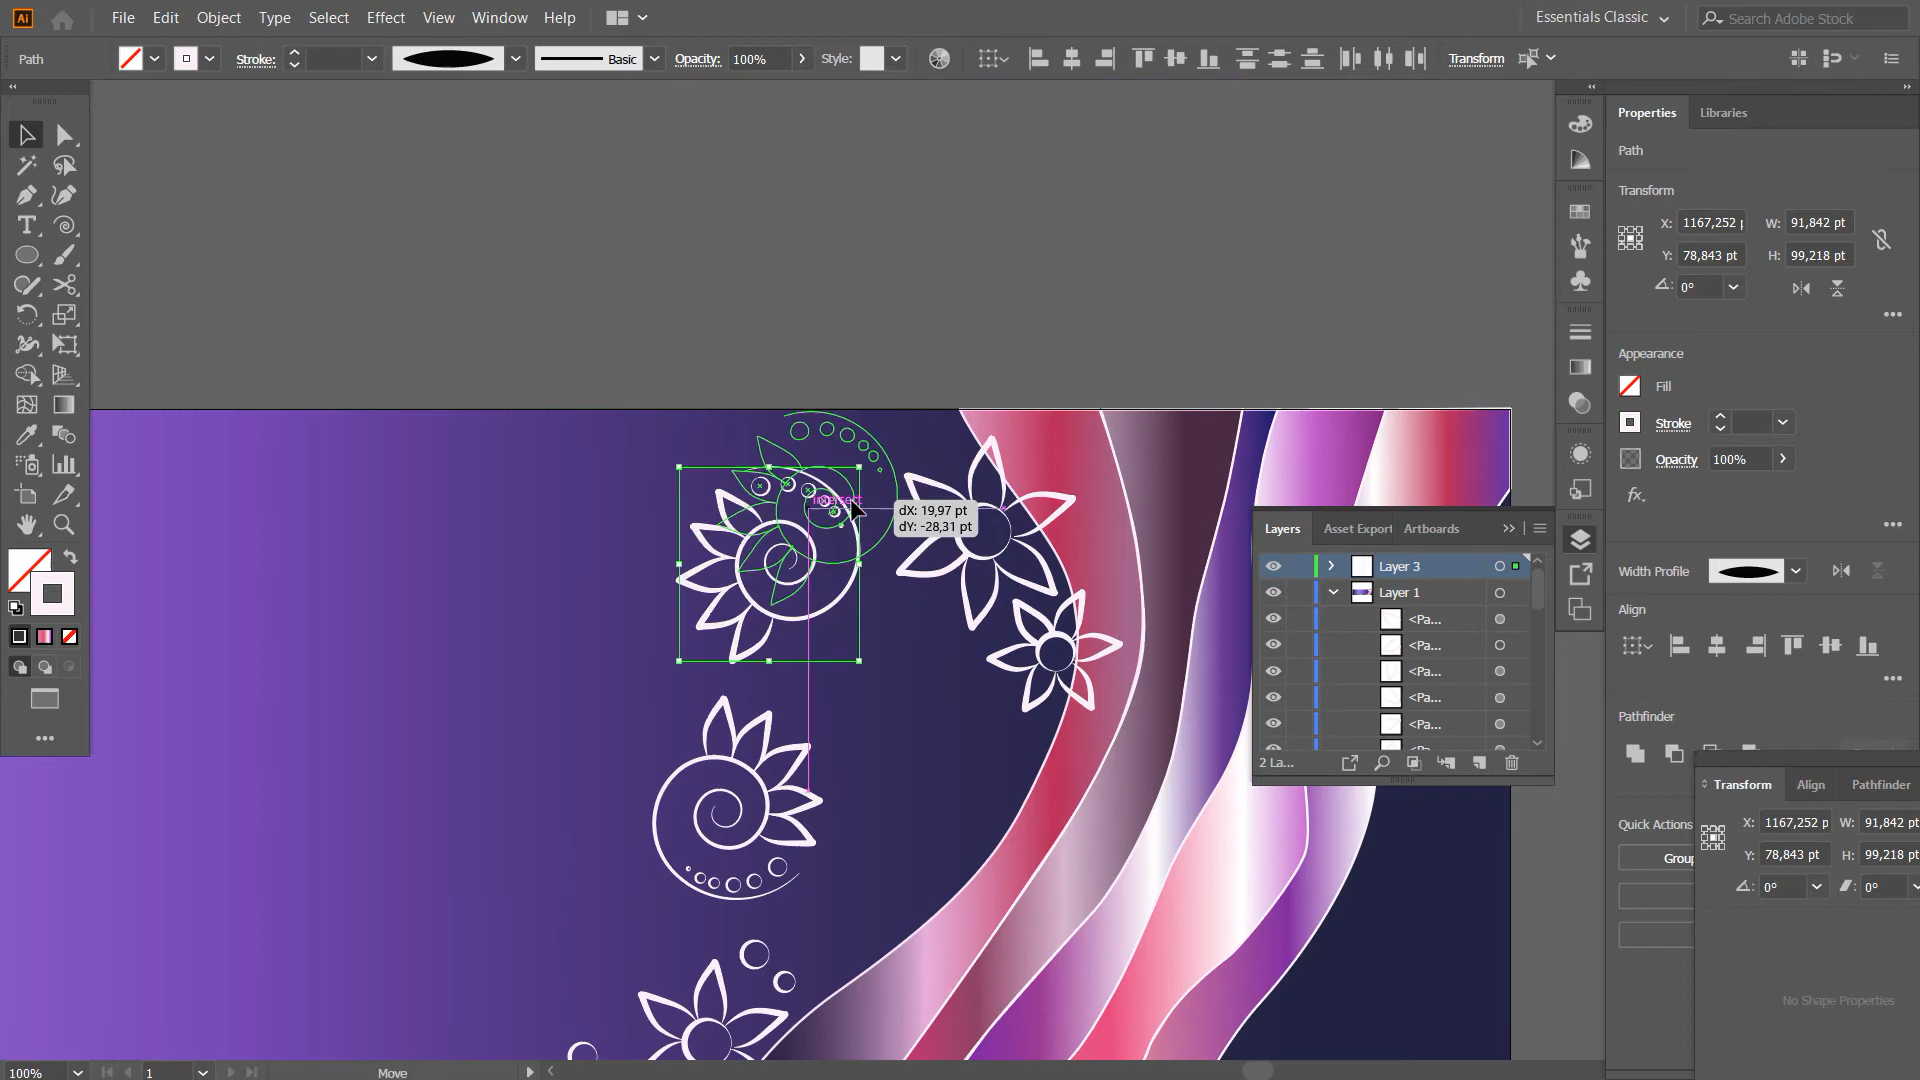 Ai File Edit Object Type Select Effect View Window Help Essentials Classic Search Adobe Stock
Path Stroke: Basic Opacity: 100% Style: Transform
Properties Libraries
Path
Transform
X: 1167,252 p W: 91,842 pt
Y: 78,843 pt H: 99,218 pt
0°
Appearance
Fill
Stroke
Opacity 100%
fx.
Width Profile
Align
Pathfinder
Quick Actions
Group
intersect
dX: 19,97 pt
dY: -28,31 pt
Layers Asset Export Artboards
Layer 3
Layer 1
<Pa...
<Pa...
<Pa...
<Pa...
<Pa...
2 La...
Transform Align Pathfinder
X: 1167,252 p W: 91,842
Y: 78,843 pt H: 99,218
0° 0°
No Shape Properties
100% 1 Move